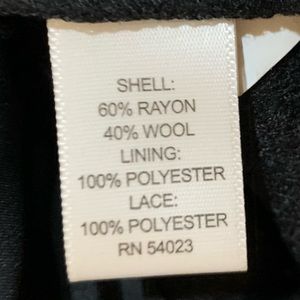 SHELL:
60% RAYON
40% WOOL
LINING:
100% POLYESTER
LACE:
100% POLYESTER
RN 54023